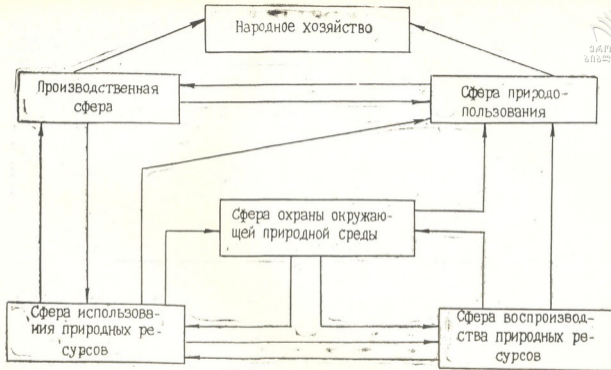 Народное хозяйство
Производственная
сфера
Сфера природо-
пользования
Сфера охраны окружаю-
щей природной среды
Сфера использова-
ния природных ре-
сурсов
Сфера воспроизвод-
ства природных ре-
сурсов